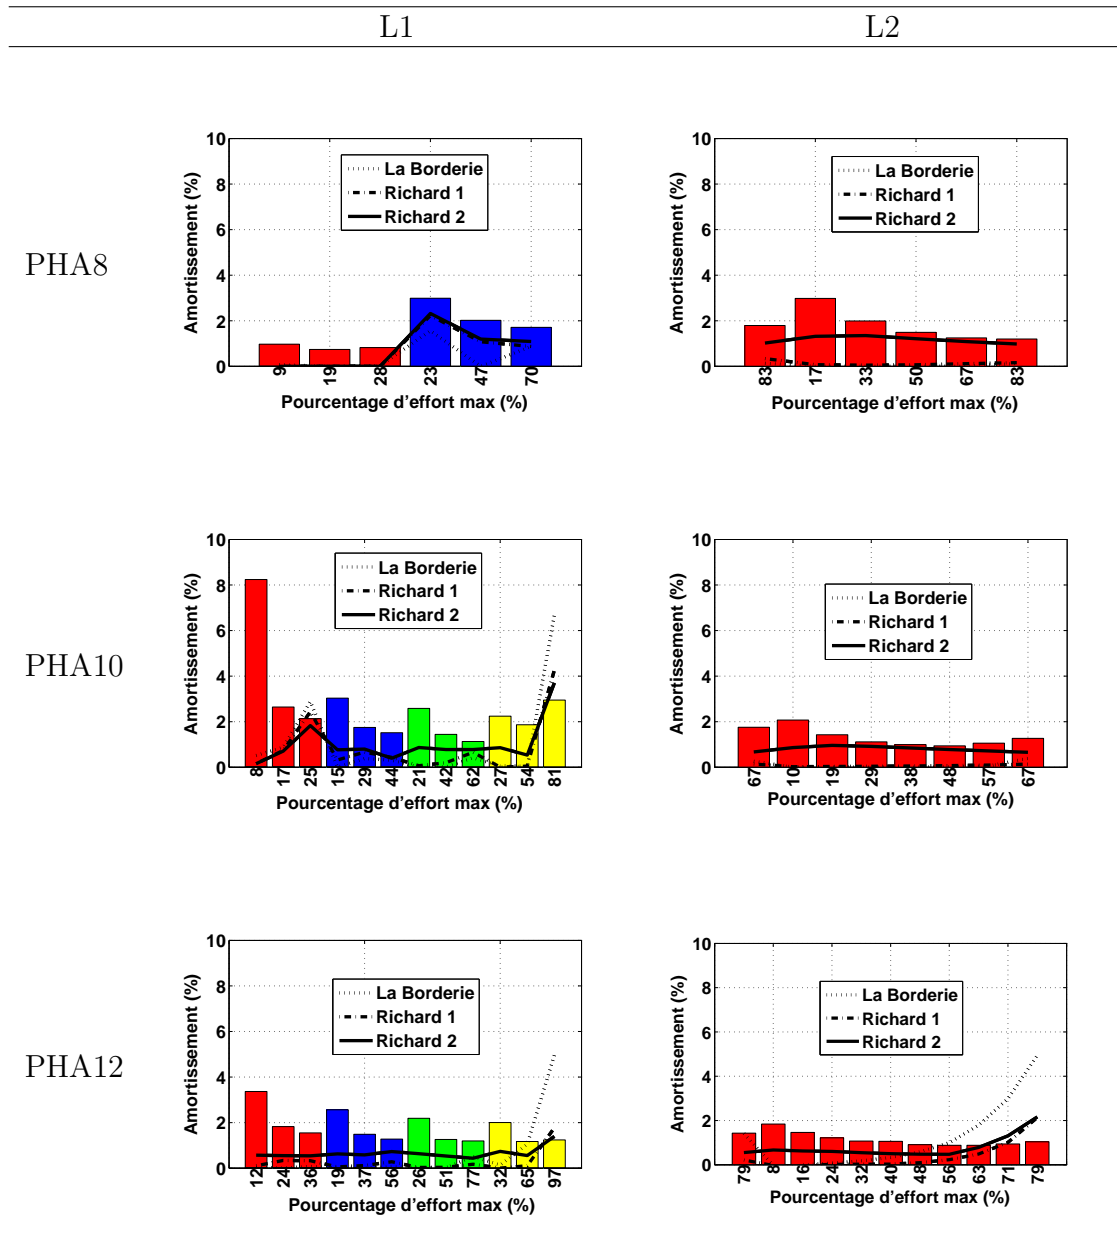 L1 L2
PHA8
10
8
6
4
2
0
Amortissement (%)
La Borderie
Richard 1
Richard 2
9 19 28 23 47 70
Pourcentage d'effort max (%)
10
8
6
4
2
0
Amortissement (%)
La Borderie
Richard 1
Richard 2
83 17 33 50 67 83
Pourcentage d'effort max (%)
PHA10
10
8
6
4
2
0
Amortissement (%)
La Borderie
Richard 1
Richard 2
8 17 25 15 29 44 21 42 62 27 54 81
Pourcentage d'effort max (%)
10
8
6
4
2
0
Amortissement (%)
La Borderie
Richard 1
Richard 2
67 10 19 29 38 48 57 67
Pourcentage d'effort max (%)
PHA12
10
8
6
4
2
0
Amortissement (%)
La Borderie
Richard 1
Richard 2
12 24 36 19 37 56 26 51 77 32 65 97
Pourcentage d'effort max (%)
10
8
6
4
2
0
Amortissement (%)
La Borderie
Richard 1
Richard 2
79 8 16 24 32 40 48 56 63 71 79
Pourcentage d'effort max (%)